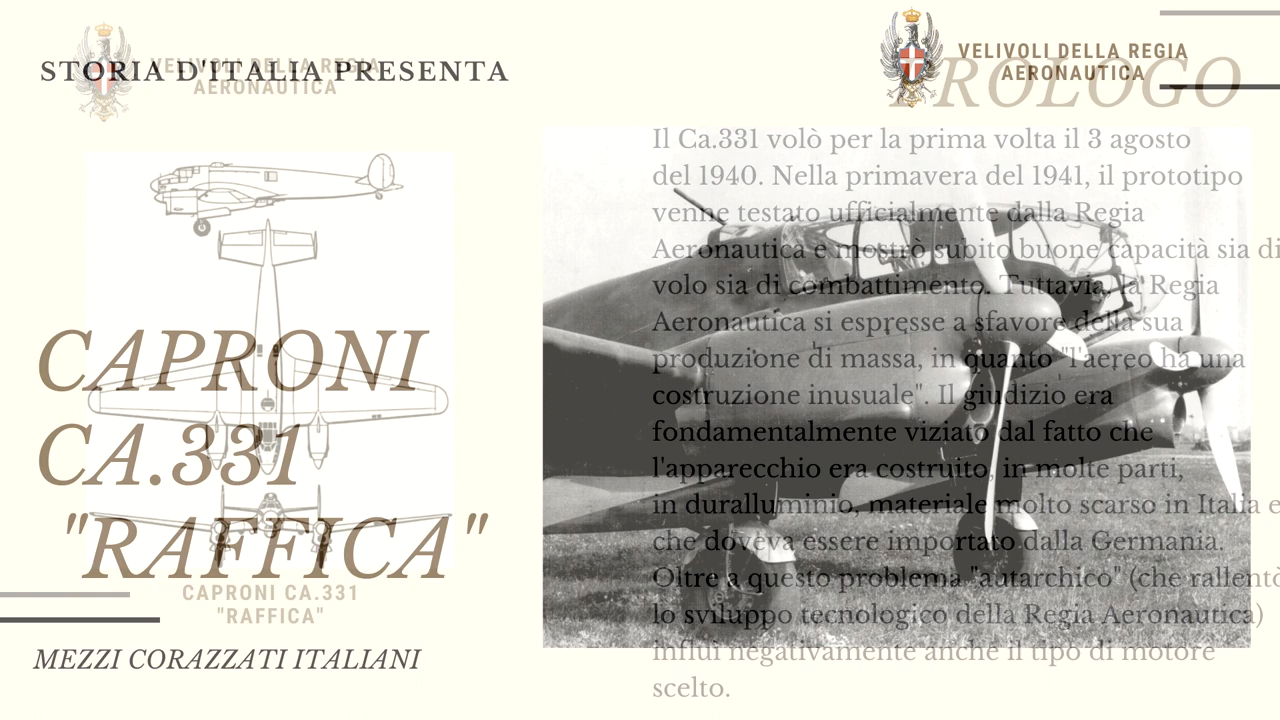 STORIA D'ITALIA PRESENTA
VELIVOLI DELLA REGIA
AERONAUTICA
VELIVOLI DELLA REGIA
AERONAUTICA
PROLOGO
CAPRONI
CA.331
"RAFFICA"
CAPRONI CA.331
"RAFFICA"
MEZZI CORAZZATI ITALIANI
Il Ca.331 volò per la prima volta il 3 agosto
del 1940. Nella primavera del 1941, il prototipo
venne testato ufficialmente dalla Regia
Aeronautica e mostrò subito buone capacità sia di
volo sia di combattimento. Tuttavia, la Regia
Aeronautica si espresse a sfavore della sua
produzione di massa, in quanto "l'aereo ha una
costruzione inusuale". Il giudizio era
fondamentalmente viziato dal fatto che
l'apparecchio era costruito, in molte parti,
in duralluminio, materiale molto scarso in Italia e
che doveva essere importato dalla Germania.
Oltre a questo problema "autarchico" (che rallentò
lo sviluppo tecnologico della Regia Aeronautica)
influì negativamente anche il tipo di motore
scelto.